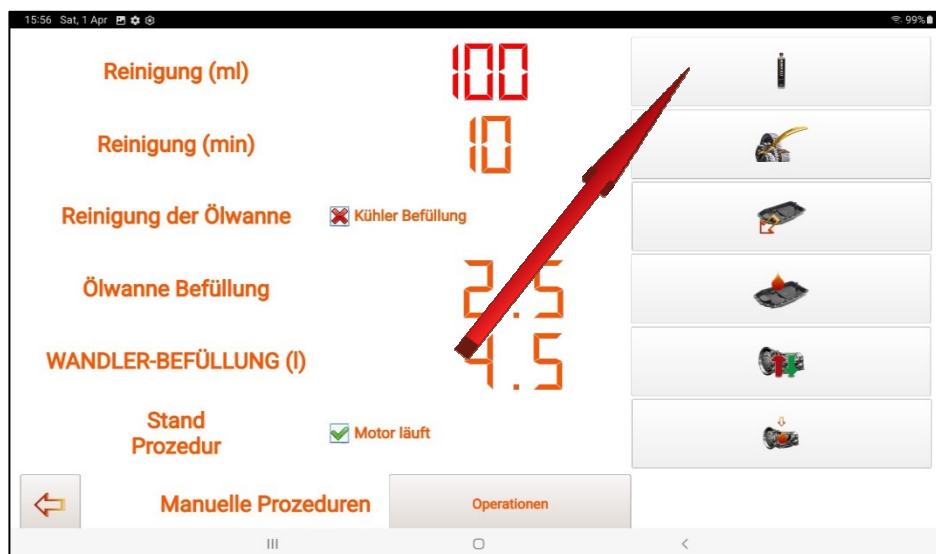 15:56 Sat, 1 Apr
99%
Reinigung (ml)
100
Reinigung (min)
10
Reinigung der Ölwanne
Kühler Befüllung
Ölwanne Befüllung
2.5
WANDLER-BEFÜLLUNG (l)
4.5
Stand
Prozedur
Motor läuft
Manuelle Prozeduren
Operationen